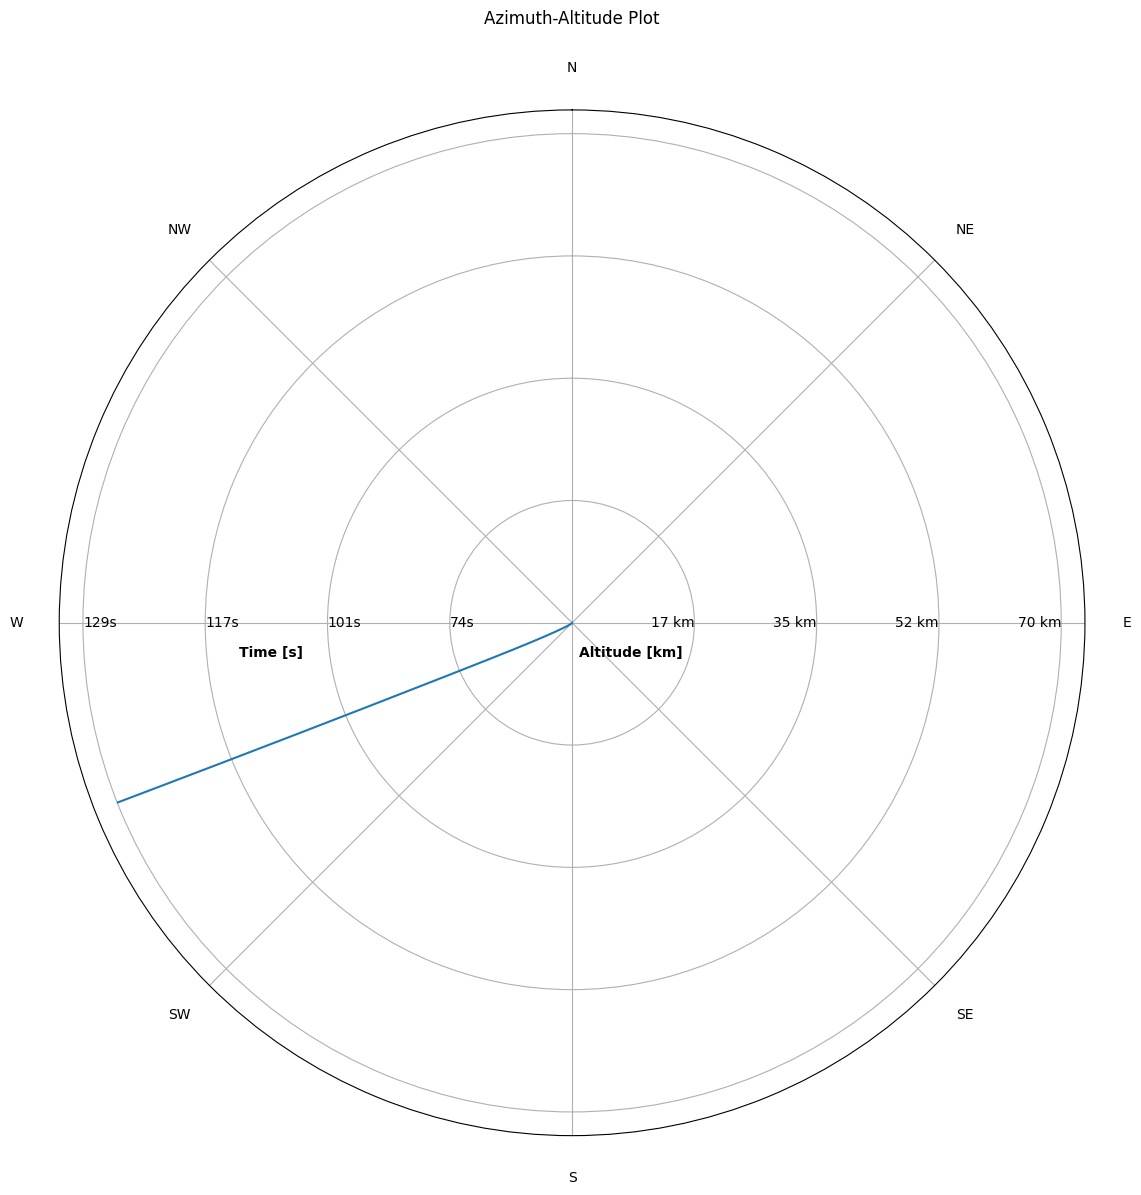 Azimuth-Altitude Plot
N
NW
NE
W
129s
117s
101s
74s
17 km
35 km
52 km
70 km
E
Time [s]
Altitude [km]
SW
SE
S